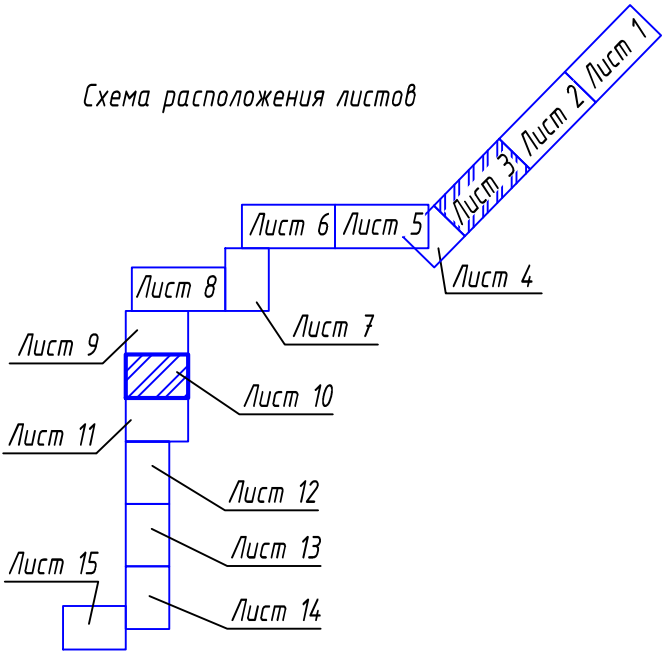 Схема расположения листов
Лист 1
Лист 2
Лист 3
Лист 4
Лист 5
Лист 6
Лист 7
Лист 8
Лист 9
Лист 10
Лист 11
Лист 12
Лист 13
Лист 14
Лист 15